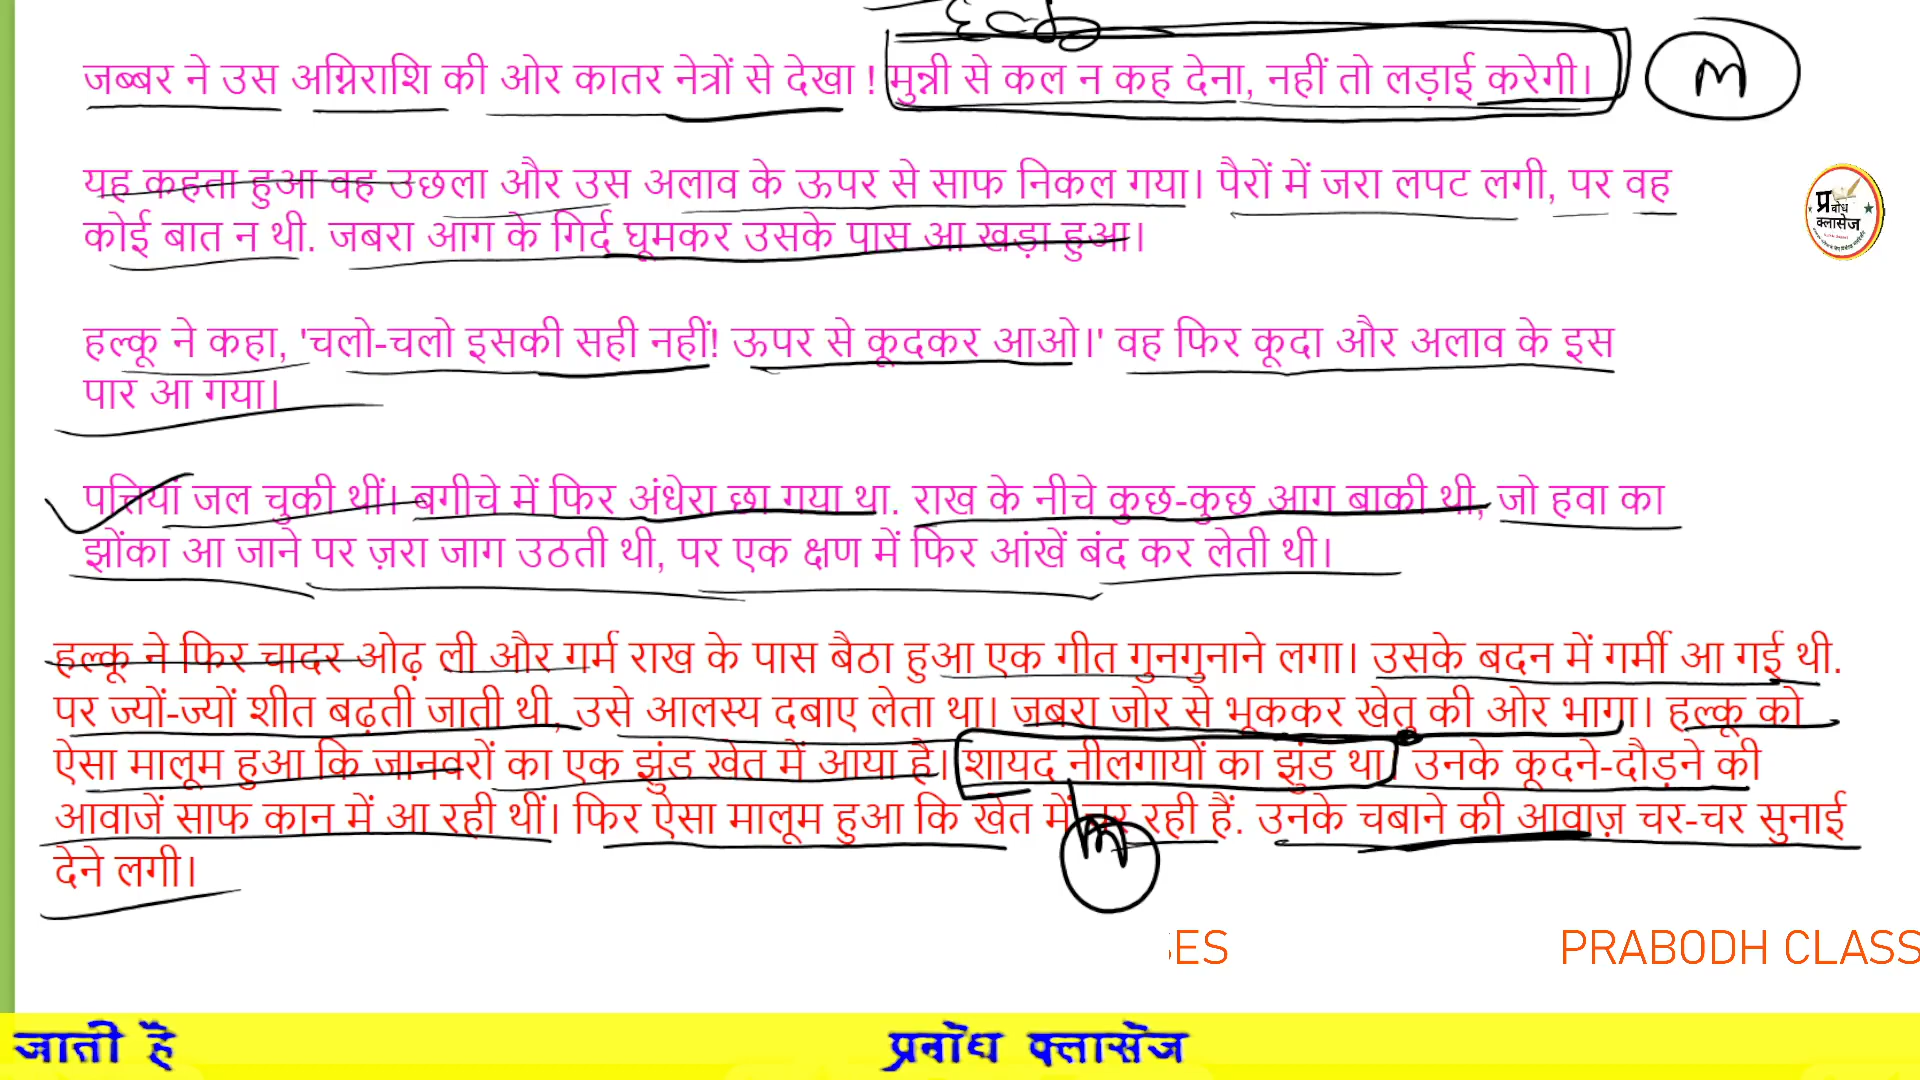 जब्बर ने उस अग्निराशि की ओर कातर नेत्रों से देखा ! मुन्नी से कल न कह देना, नहीं तो लड़ाई करेगी।
m
यह कहता हुआ वह उछला और उस अलाव के ऊपर से साफ निकल गया। पैरों में जरा लपट लगी, पर वह
कोई बात न थी. जबरा आग के गिर्द घूमकर उसके पास आ खड़ा हुआ।
प्रबोध
क्लासेज
हल्कू ने कहा, 'चलो-चलो इसकी सही नहीं! ऊपर से कूदकर आओ।' वह फिर कूदा और अलाव के इस
पार आ गया।
पत्तियां जल चुकी थीं। बगीचे में फिर अंधेरा छा गया था. राख के नीचे कुछ-कुछ आग बाकी थी, जो हवा का
झोंका आ जाने पर ज़रा जाग उठती थी, पर एक क्षण में फिर आंखें बंद कर लेती थी।
हल्कू ने फिर चादर ओढ़ ली और गर्म राख के पास बैठा हुआ एक गीत गुनगुनाने लगा। उसके बदन में गर्मी आ गई थी.
पर ज्यों-ज्यों शीत बढ़ती जाती थी, उसे आलस्य दबाए लेता था। जबरा जोर से भूककर खेत की ओर भागा। हल्कू को
ऐसा मालूम हुआ कि जानवरों का एक झुंड खेत में आया है। शायद नीलगायों का झुंड था। उनके कूदने-दौड़ने की
आवाजें साफ कान में आ रही थीं। फिर ऐसा मालूम हुआ कि खेत में चर रही हैं. उनके चबाने की आवाज़ चर-चर सुनाई
देने लगी।
m
SES PRABODH CLASS
जाती है प्रबोध क्लासेज